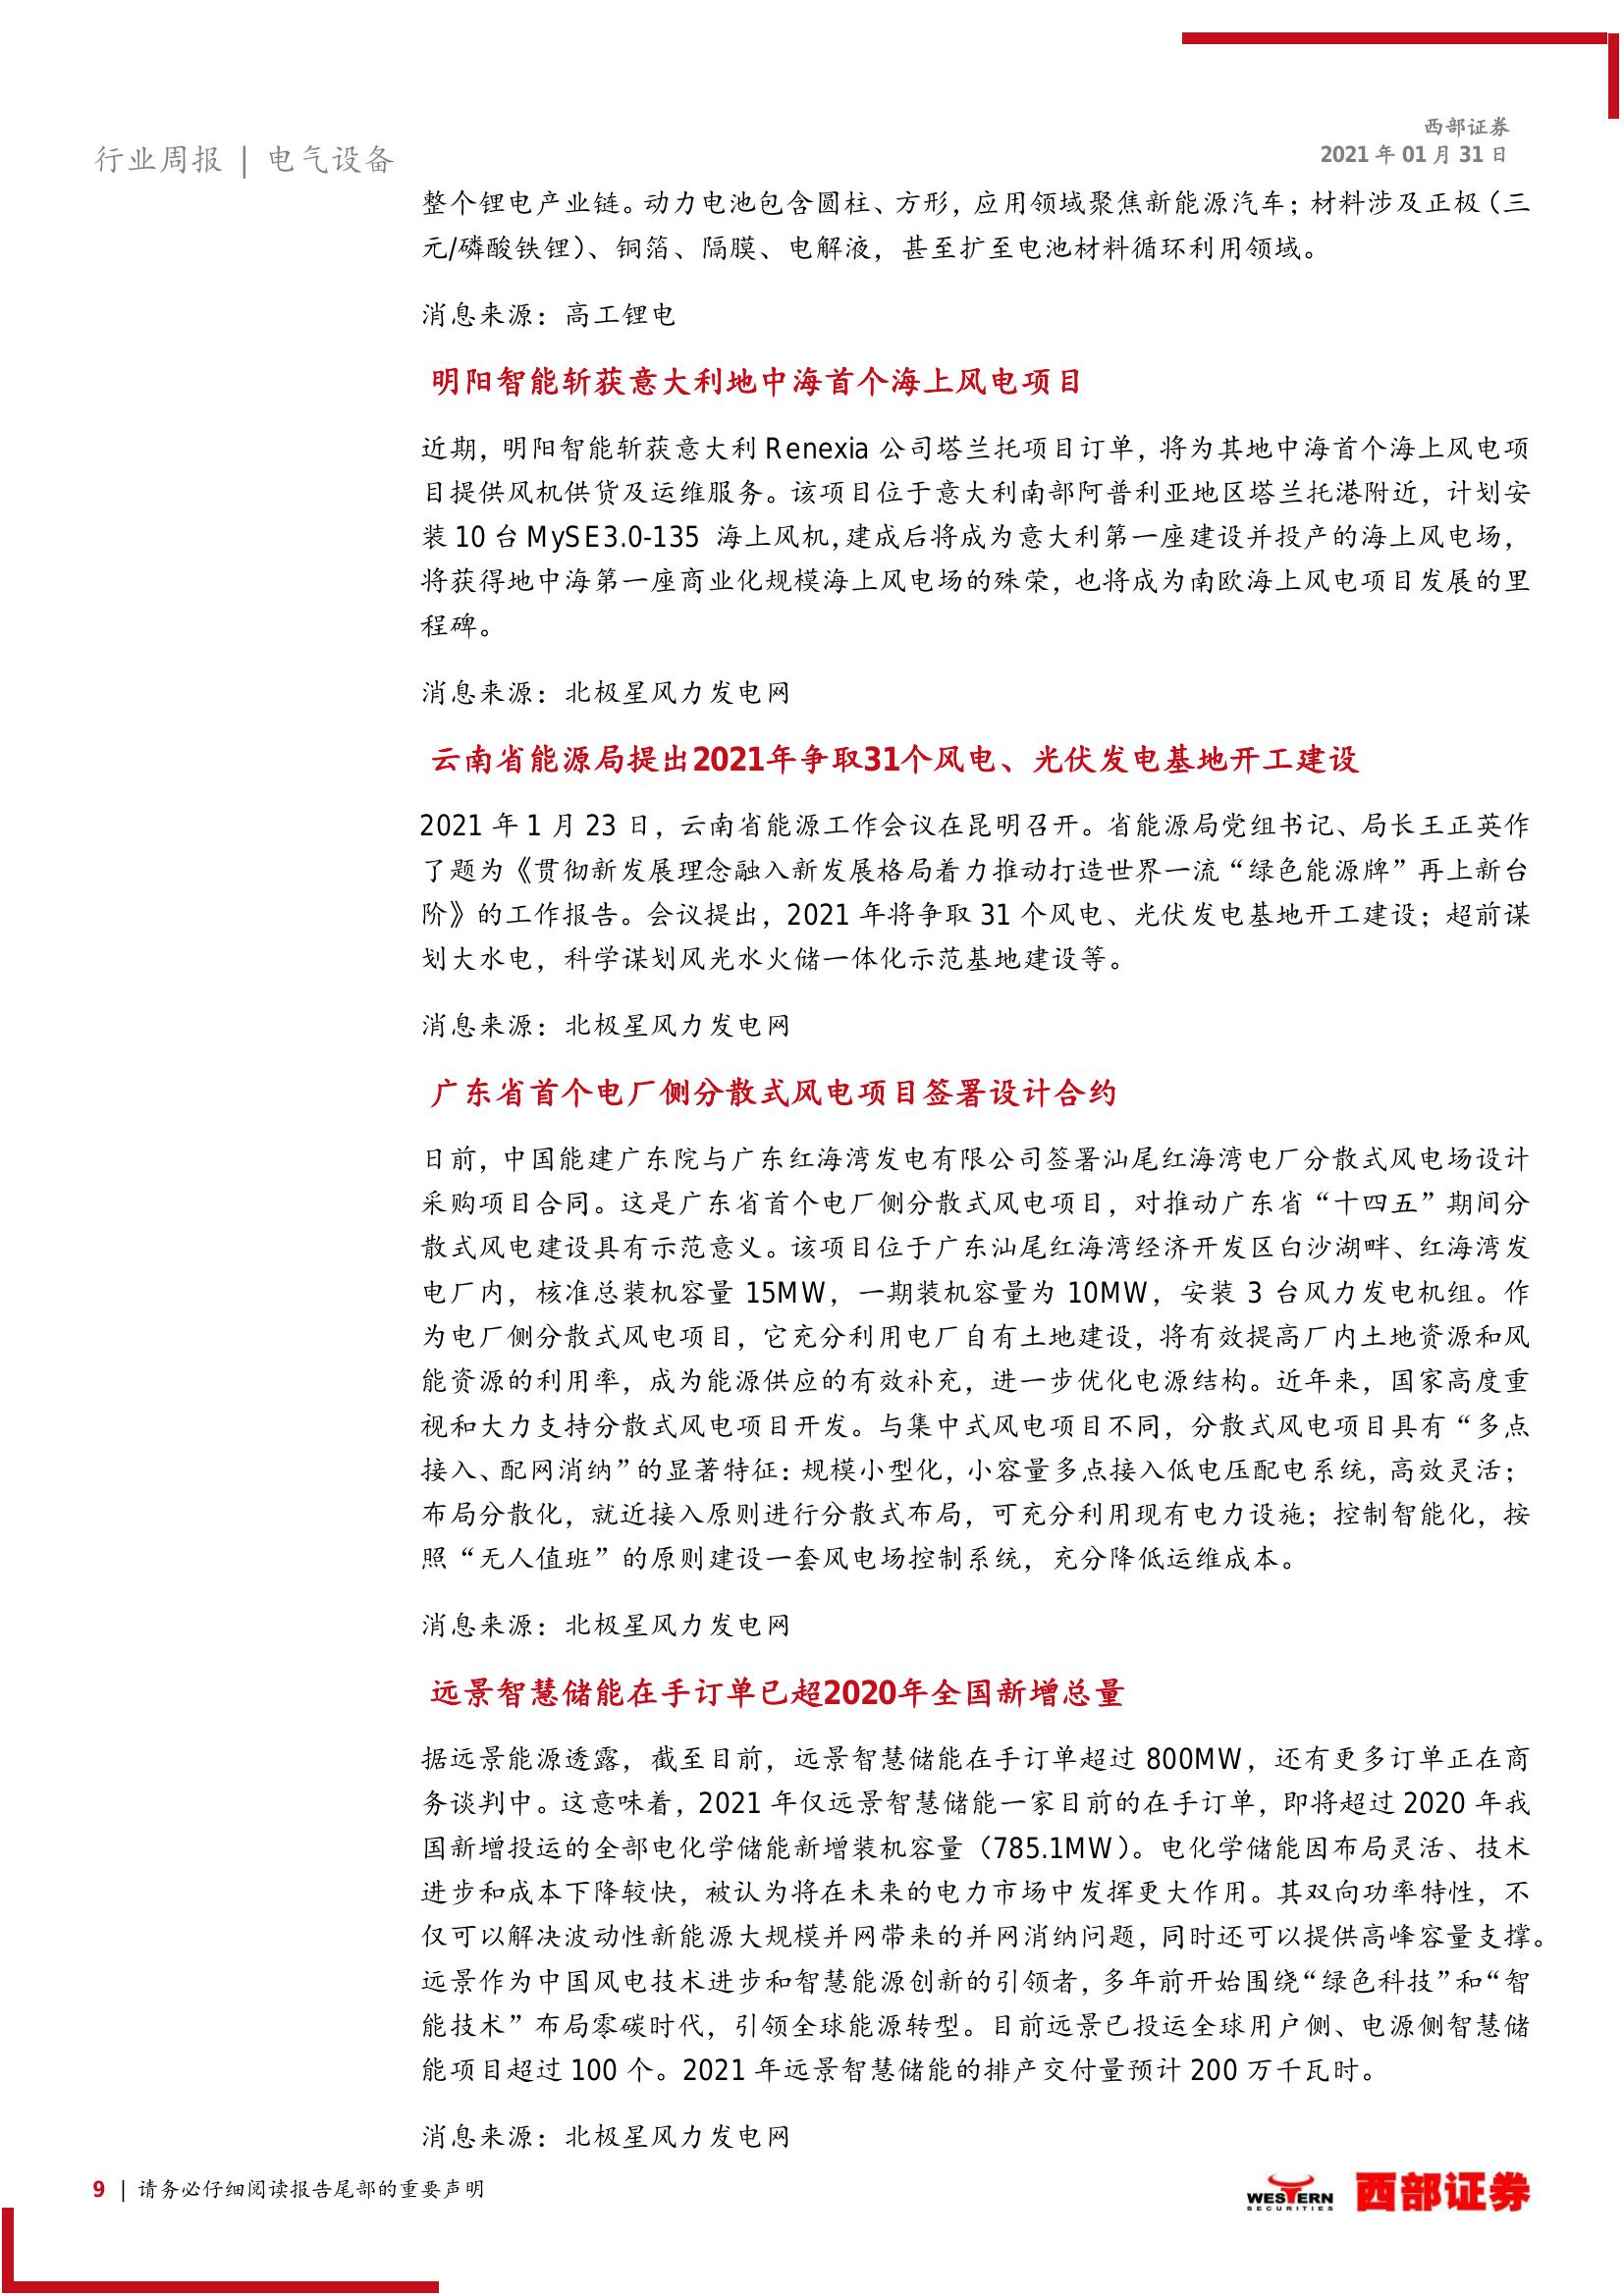 西部证券
2021 年 01 月 31 日
行业周报 | 电气设备
整个锂电产业链。动力电池包含圆柱、方形，应用领域聚焦新能源汽车；材料涉及正极（三
元/磷酸铁锂）、铜箔、隔膜、电解液，甚至扩至电池材料循环利用领域。
消息来源：高工锂电
明阳智能斩获意大利地中海首个海上风电项目
近期，明阳智能斩获意大利 Renexia 公司塔兰托项目订单，将为其地中海首个海上风电项
目提供风机供货及运维服务。该项目位于意大利南部阿普利亚地区塔兰托港附近，计划安
装 10 台 MySE3.0-135 海上风机，建成后将成为意大利第一座建设并投产的海上风电场，
将获得地中海第一座商业化规模海上风电场的殊荣，也将成为南欧海上风电项目发展的里
程碑。
消息来源：北极星风力发电网
云南省能源局提出2021年争取31个风电、光伏发电基地开工建设
2021 年 1 月 23 日，云南省能源工作会议在昆明召开。省能源局党组书记、局长王正英作
了题为《贯彻新发展理念融入新发展格局着力推动打造世界一流“绿色能源牌”再上新台
阶》的工作报告。会议提出，2021 年将争取 31 个风电、光伏发电基地开工建设；超前谋
划大水电，科学谋划风光水火储一体化示范基地建设等。
消息来源：北极星风力发电网
广东省首个电厂侧分散式风电项目签署设计合约
日前，中国能建广东院与广东红海湾发电有限公司签署汕尾红海湾电厂分散式风电场设计
采购项目合同。这是广东省首个电厂侧分散式风电项目，对推动广东省“十四五”期间分
散式风电建设具有示范意义。该项目位于广东汕尾红海湾经济开发区白沙湖畔、红海湾发
电厂内，核准总装机容量 15MW，一期装机容量为 10MW，安装 3 台风力发电机组。作
为电厂侧分散式风电项目，它充分利用电厂自有土地建设，将有效提高厂内土地资源和风
能资源的利用率，成为能源供应的有效补充，进一步优化电源结构。近年来，国家高度重
视和大力支持分散式风电项目开发。与集中式风电项目不同，分散式风电项目具有“多点
接入、配网消纳”的显著特征：规模小型化，小容量多点接入低电压配电系统，高效灵活；
布局分散化，就近接入原则进行分散式布局，可充分利用现有电力设施；控制智能化，按
照“无人值班”的原则建设一套风电场控制系统，充分降低运维成本。
消息来源：北极星风力发电网
远景智慧储能在手订单已超2020年全国新增总量
据远景能源透露，截至目前，远景智慧储能在手订单超过 800MW，还有更多订单正在商
务谈判中。这意味着，2021 年仅远景智慧储能一家目前的在手订单，即将超过 2020 年我
国新增投运的全部电化学储能新增装机容量（785.1MW）。电化学储能因布局灵活、技术
进步和成本下降较快，被认为将在未来的电力市场中发挥更大作用。其双向功率特性，不
仅可以解决波动性新能源大规模并网带来的并网消纳问题，同时还可以提供高峰容量支撑。
远景作为中国风电技术进步和智慧能源创新的引领者，多年前开始围绕“绿色科技”和“智
能技术”布局零碳时代，引领全球能源转型。目前远景已投运全球用户侧、电源侧智慧储
能项目超过 100 个。2021 年远景智慧储能的排产交付量预计 200 万千瓦时。
消息来源：北极星风力发电网
9 | 请务必仔细阅读报告尾部的重要声明
WESTERN
SECURITIES
西部证券